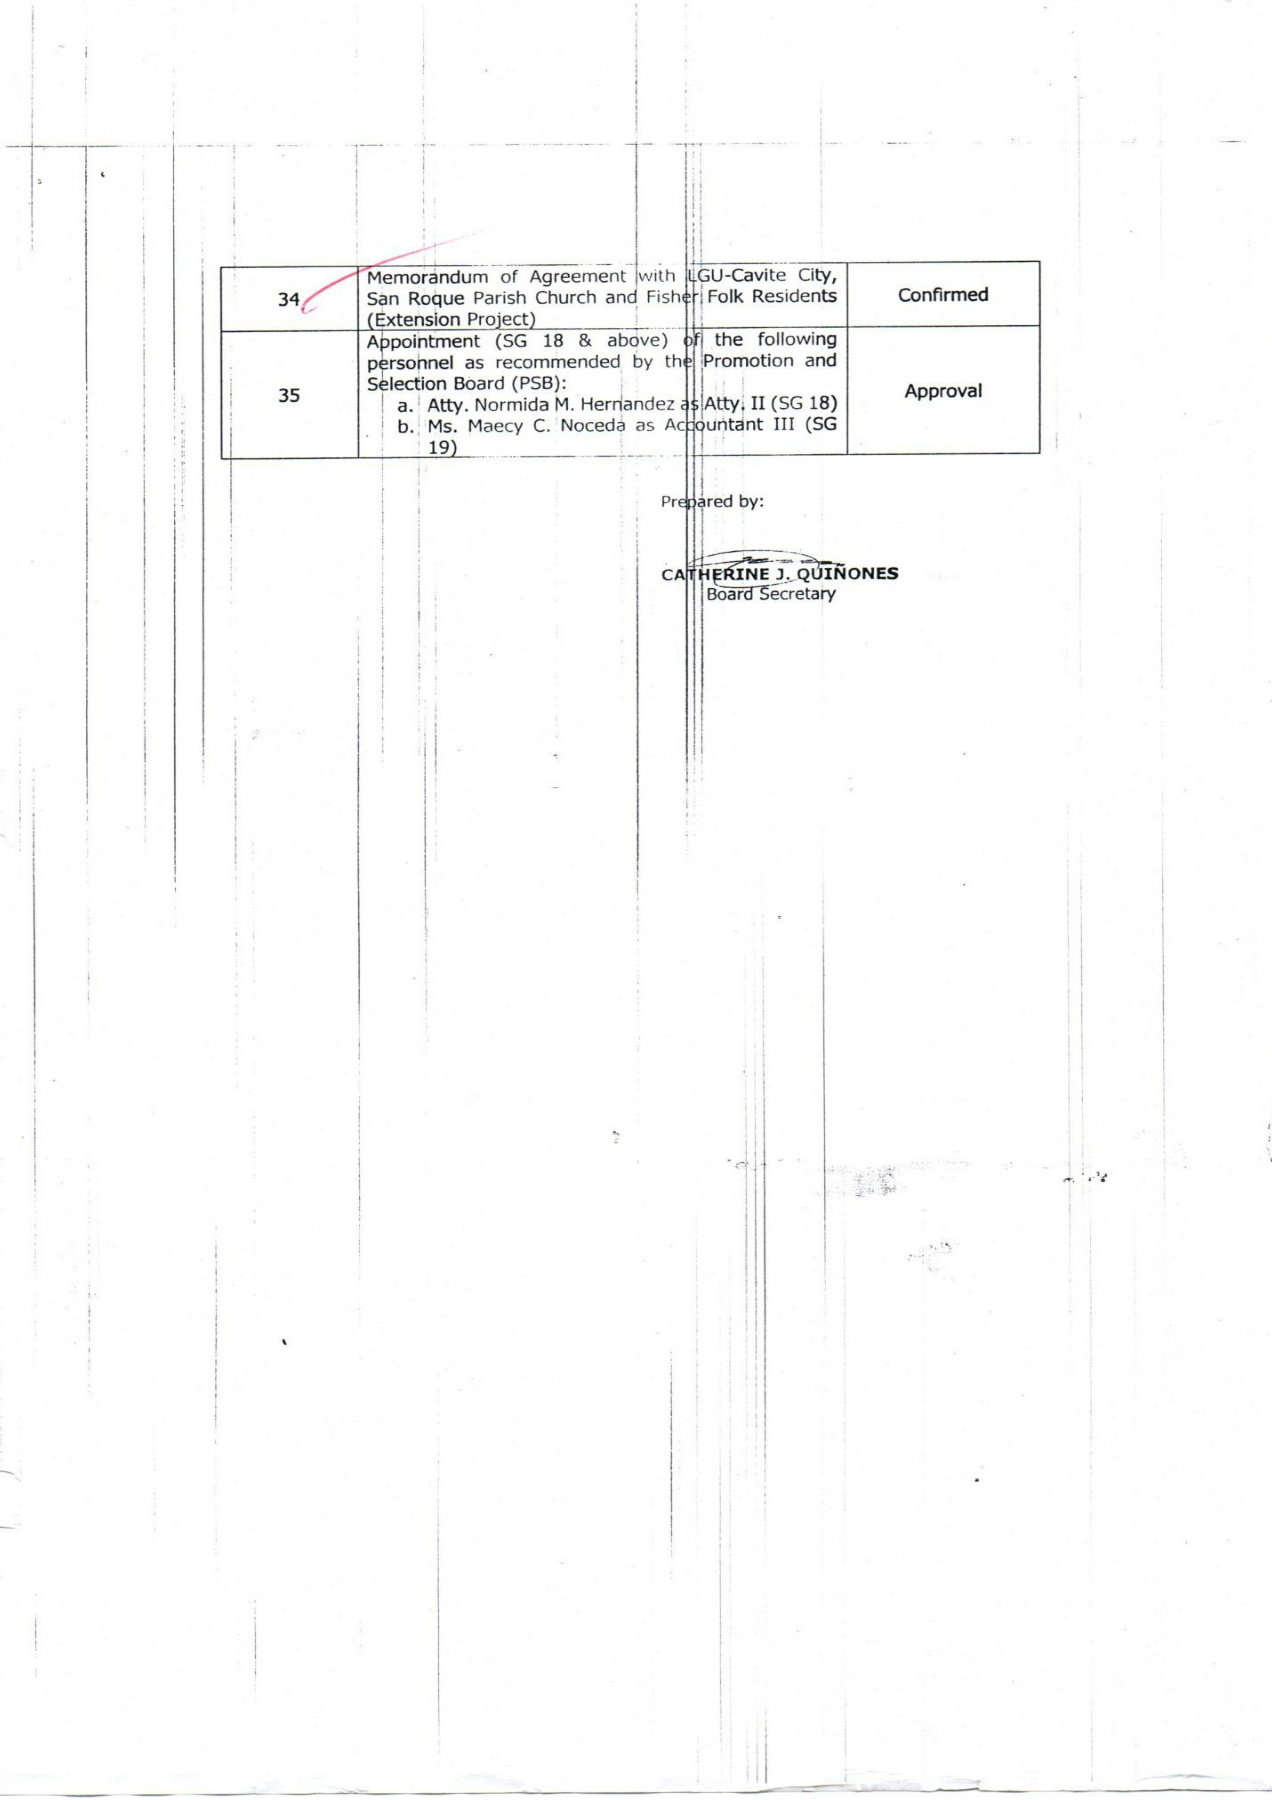 34
Memorandum of Agreement with LGU-Cavite City,
San Roque Parish Church and Fisher Folk Residents
(Extension Project)
Confirmed
35
Appointment (SG 18 & above) of the following
personnel as recommended by the Promotion and
Selection Board (PSB):
a. Atty. Normida M. Hernandez as Atty. II (SG 18)
b. Ms. Maecy C. Noceda as Accountant III (SG
19)
Approval
Prepared by:
CATHERINE J. QUIÑONES
Board Secretary